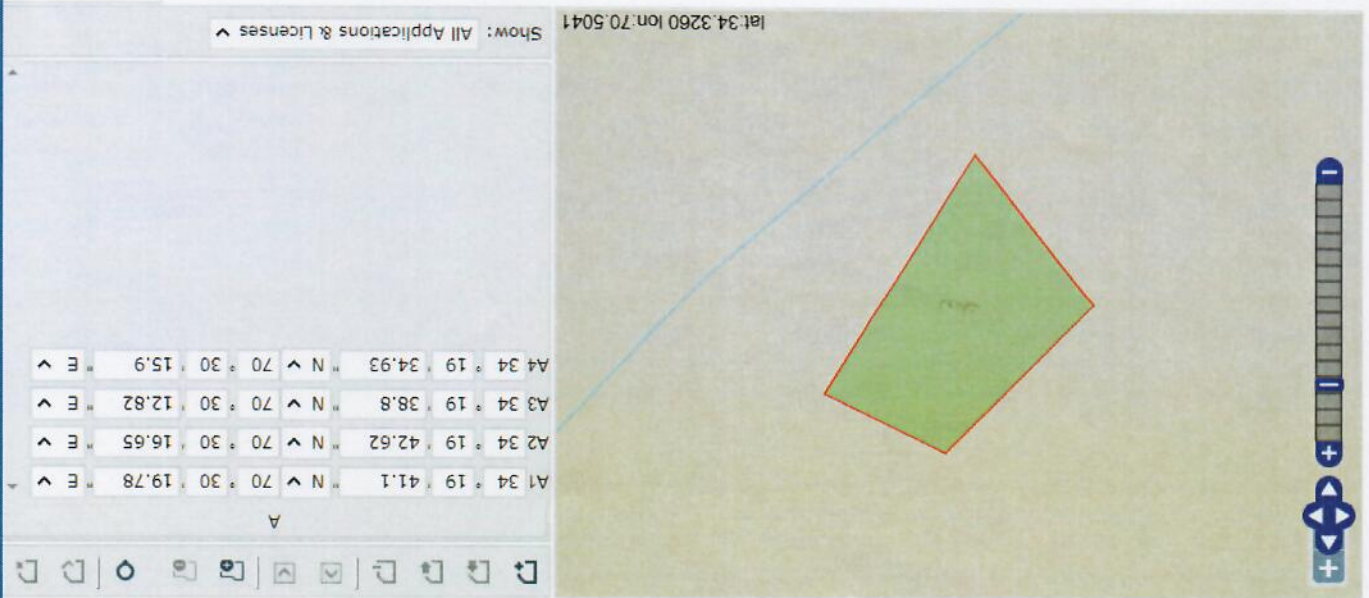 A
A1 34 ° 19 ' 41.1 " N 70 ° 30 ' 19.78 " E
A2 34 ° 19 ' 42.62 " N 70 ° 30 ' 16.65 " E
A3 34 ° 19 ' 38.8 " N 70 ° 30 ' 12.82 " E
A4 34 ° 19 ' 34.93 " N 70 ° 30 ' 15.9 " E
lat:34.3260 lon:70.5041
Show: All Applications & Licenses